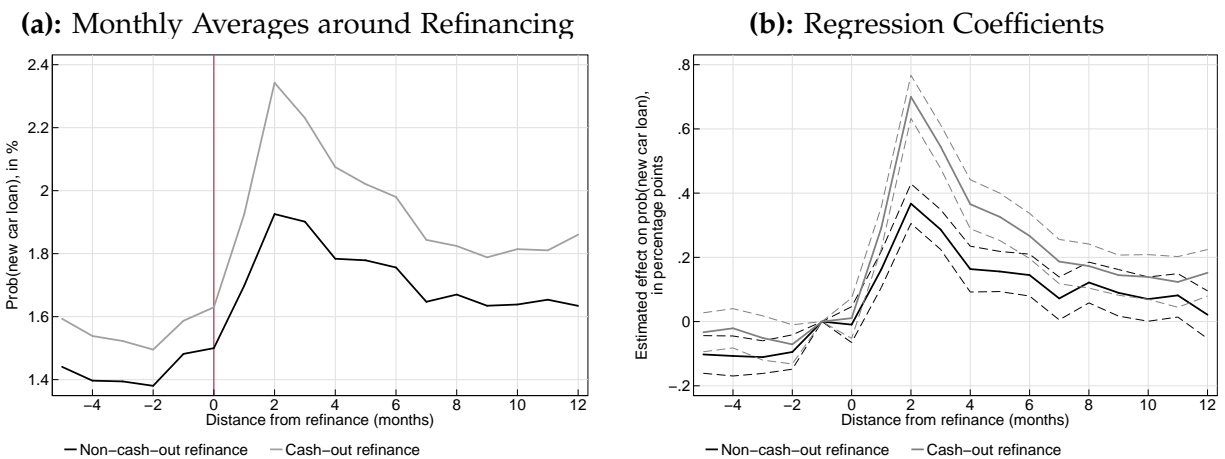 (a): Monthly Averages around Refinancing
Prob(new car loan), in %
2.4
2.2
2
1.8
1.6
1.4
−4 −2 0 2 4 6 8 10 12
Distance from refinance (months)
Non−cash−out refinance Cash−out refinance
(b): Regression Coefficients
Estimated effect on prob(new car loan),
in percentage points
.8
.6
.4
.2
0
−.2
−4 −2 0 2 4 6 8 10 12
Distance from refinance (months)
Non−cash−out refinance Cash−out refinance